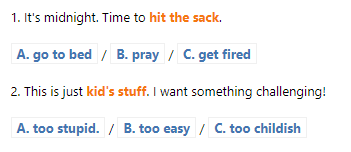 1. It's midnight. Time to hit the sack.
A. go to bed / B. pray / C. get fired
2. This is just kid's stuff. I want something challenging!
A. too stupid. / B. too easy / C. too childish